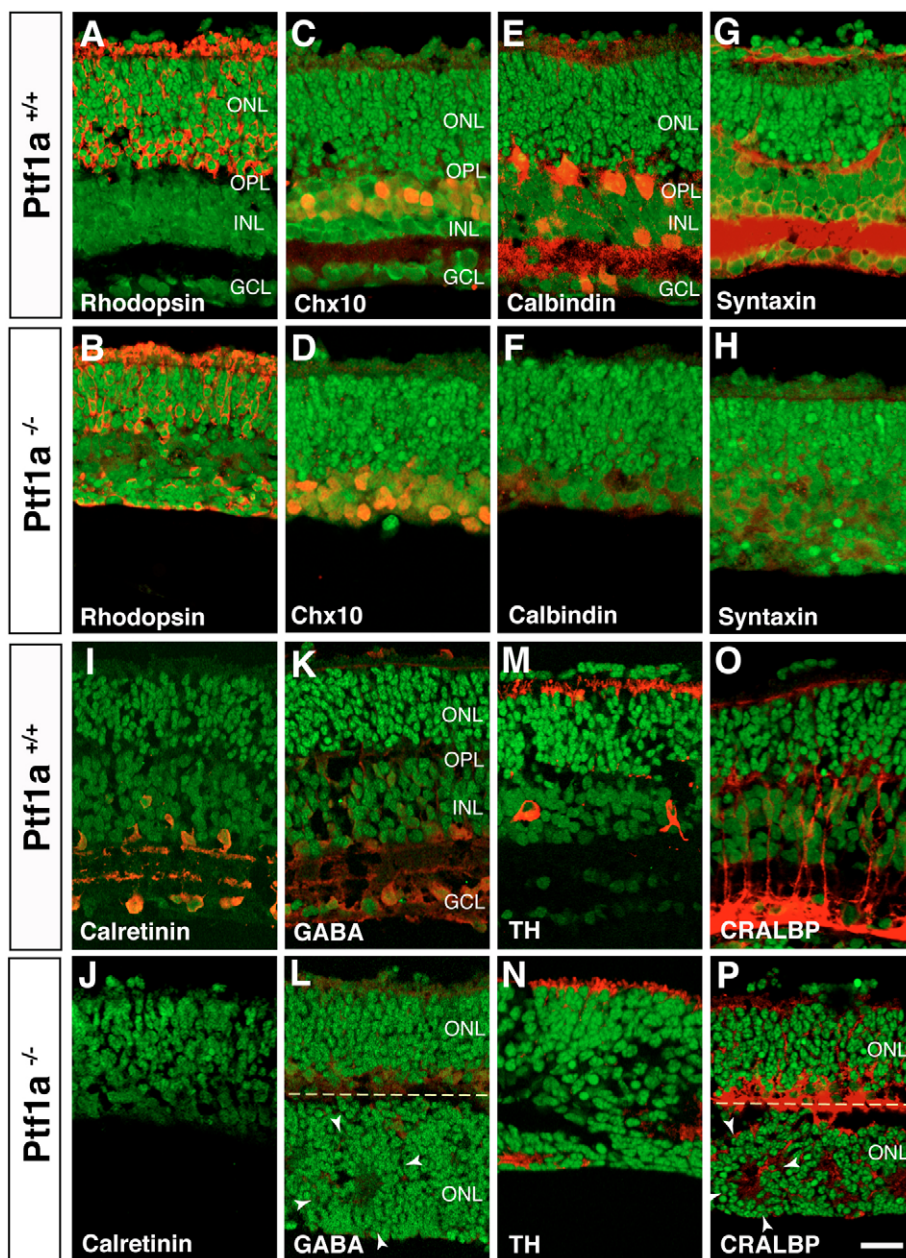 Ptf1a +/+
A
ONL
OPL
INL
GCL
Rhodopsin
C
ONL
OPL
INL
GCL
Chx10
E
ONL
OPL
INL
GCL
Calbindin
G
Syntaxin
Ptf1a -/-
B
Rhodopsin
D
Chx10
F
Calbindin
H
Syntaxin
Ptf1a +/+
I
Calretinin
K
ONL
OPL
INL
GCL
GABA
M
TH
O
CRALBP
Ptf1a -/-
J
Calretinin
L
ONL
ONL
GABA
N
TH
P
ONL
ONL
CRALBP